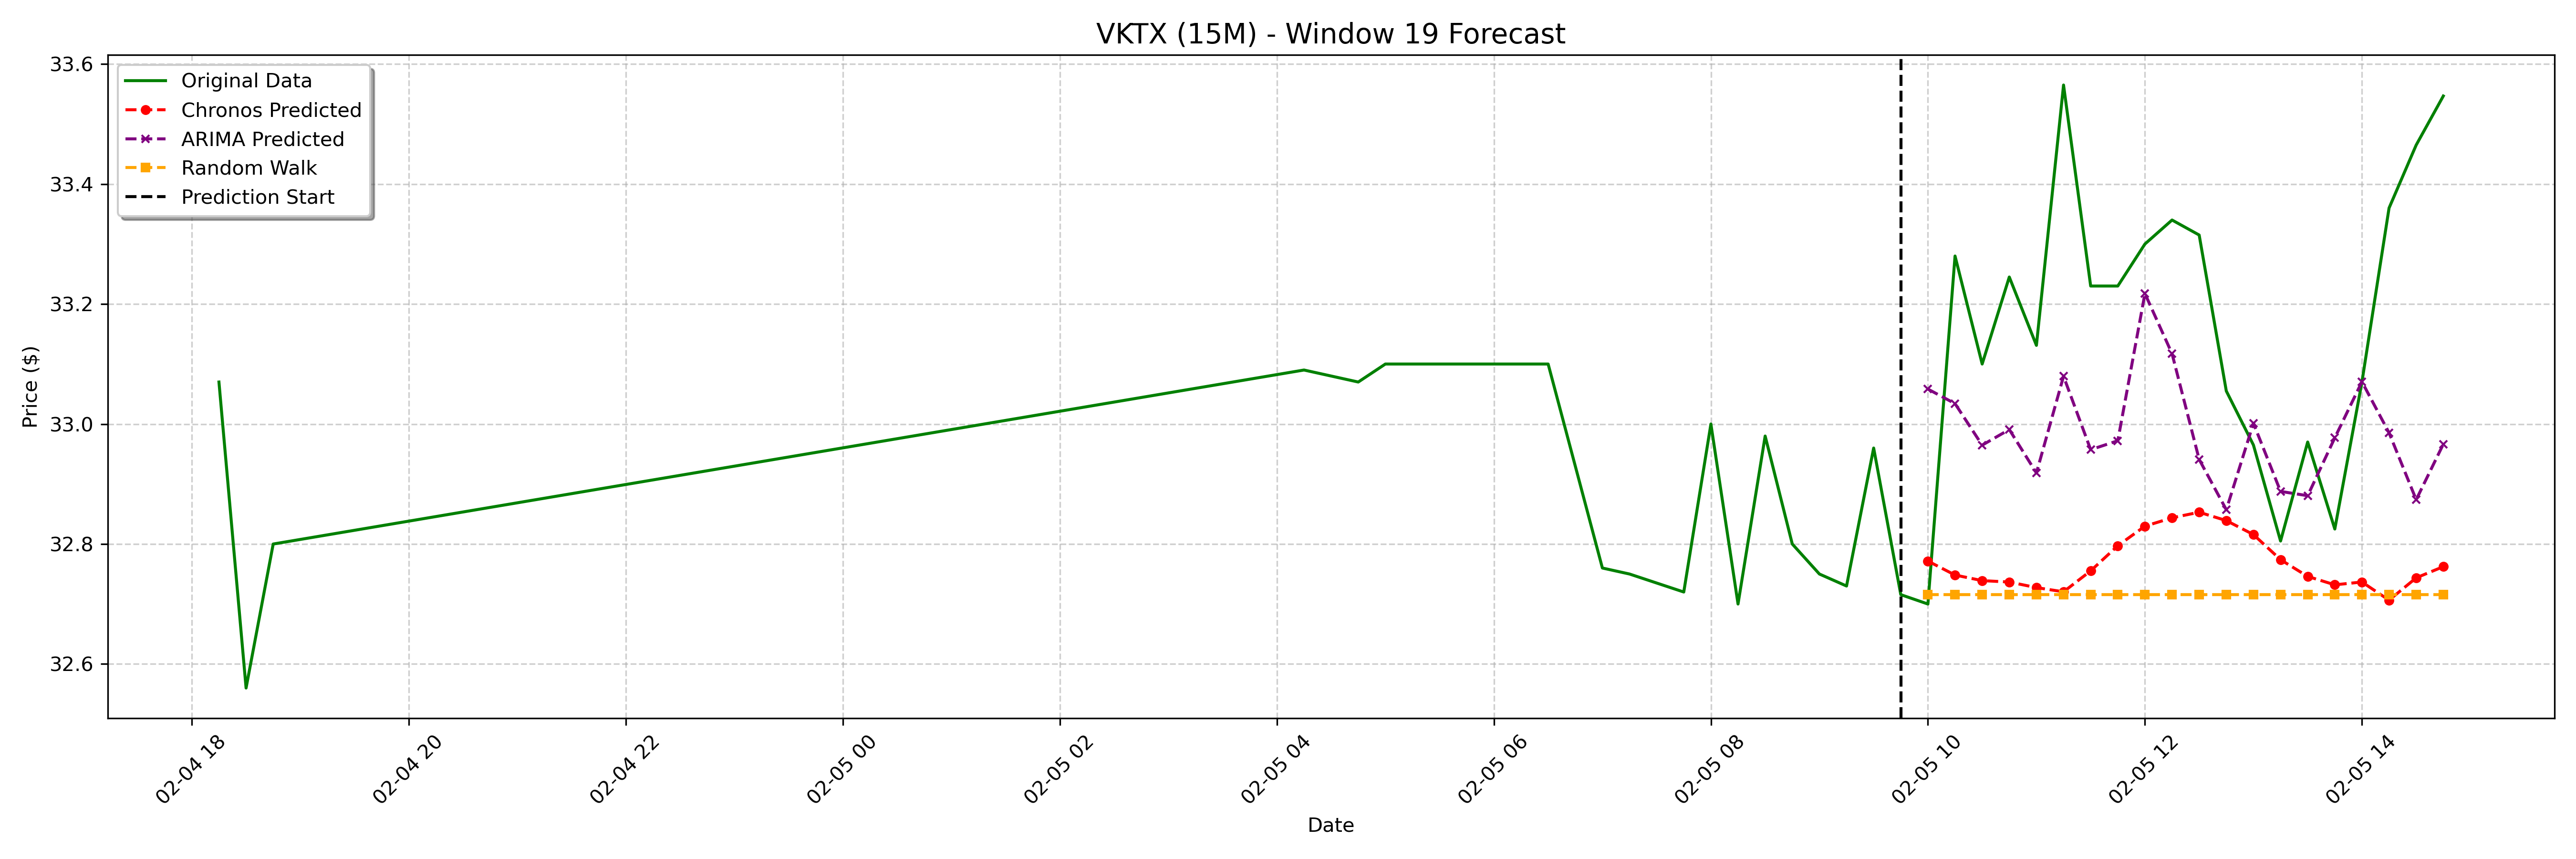 VKTX (15M) - Window 19 Forecast
Original Data
Chronos Predicted
ARIMA Predicted
Random Walk
Prediction Start
Price ($)
33.6
33.4
33.2
33.0
32.8
32.6
02-04 18
02-04 20
02-04 22
02-05 00
02-05 02
02-05 04
02-05 06
02-05 08
02-05 10
02-05 12
02-05 14
Date